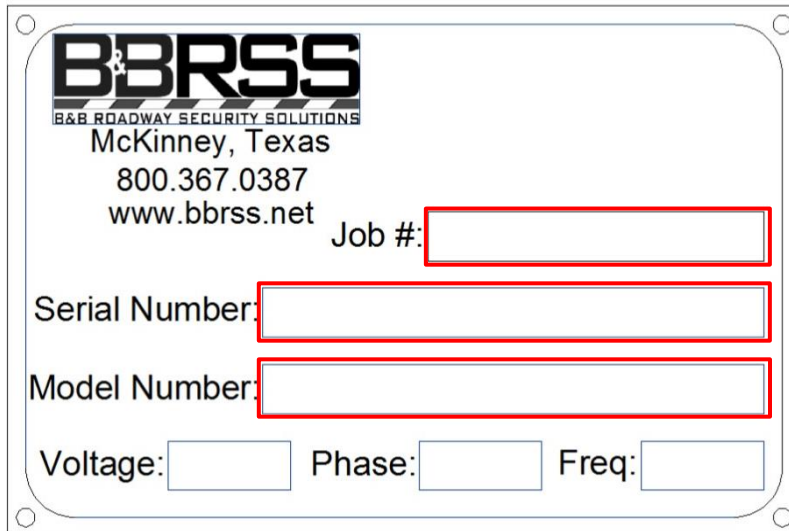 B&BRSS
B&B ROADWAY SECURITY SOLUTIONS
McKinney, Texas
800.367.0387
www.bbrss.net
Job #:
Serial Number:
Model Number:
Voltage: Phase: Freq: